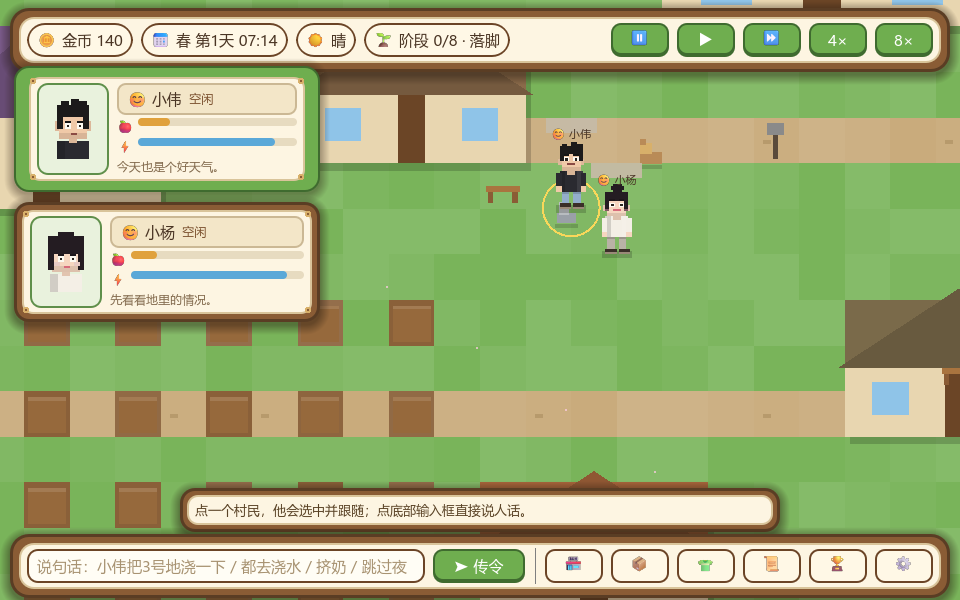 金币 140
春 第1天 07:14
晴
阶段 0/8 · 落脚
4×
8×
小伟 空闲
今天也是个好天气。
小杨 空闲
先看看地里的情况。
小伟
小杨
点一个村民，他会选中并跟随；点底部输入框直接说人话。
说句话：小伟把3号地浇一下 / 都去浇水 / 挤奶 / 跳过夜
传令